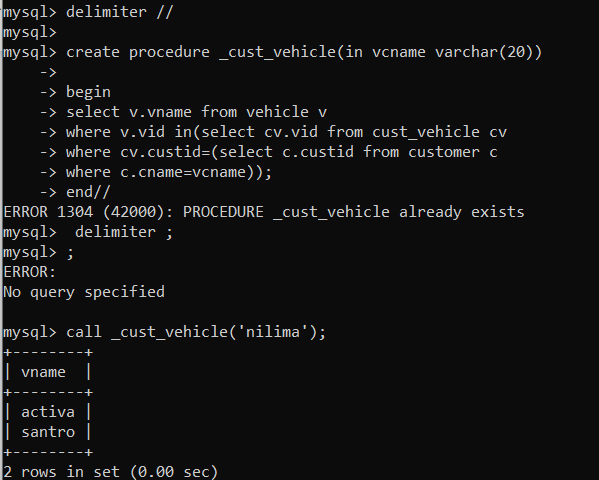 mysql> delimiter //
mysql>
mysql> create procedure _cust_vehicle(in vcname varchar(20))
    ->
    -> begin
    -> select v.vname from vehicle v
    -> where v.vid in(select cv.vid from cust_vehicle cv
    -> where cv.custid=(select c.custid from customer c
    -> where c.cname=vcname));
    -> end//
ERROR 1304 (42000): PROCEDURE _cust_vehicle already exists
mysql>  delimiter ;
mysql> ;
ERROR:
No query specified

mysql> call _cust_vehicle('nilima');
+--------+
| vname  |
+--------+
| activa |
| santro |
+--------+
2 rows in set (0.00 sec)